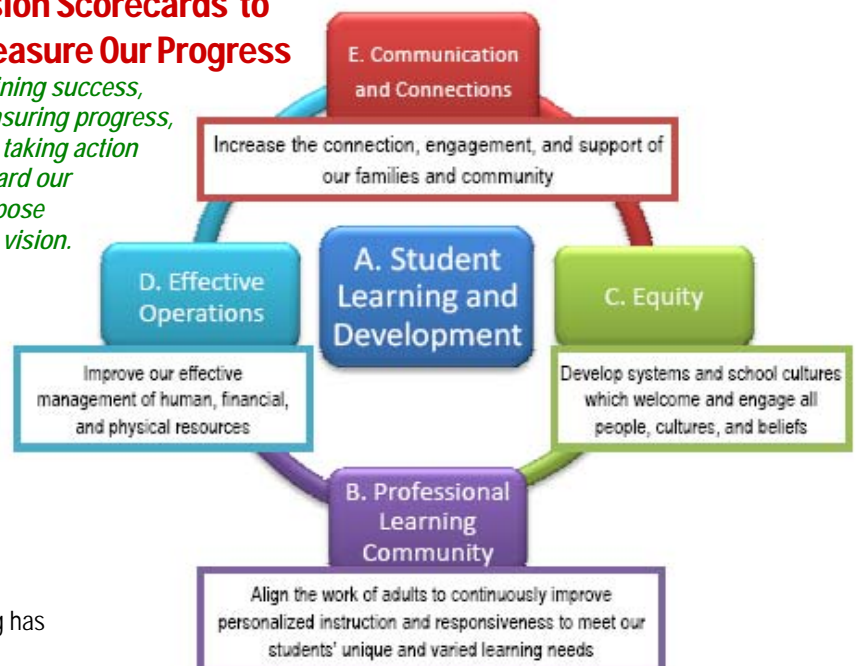 sion Scorecards to
easure Our Progress
ining success,
suring progress,
taking action
ard our
pose
vision.
E. Communication
and Connections
Increase the connection, engagement, and support of
our families and community
D. Effective
Operations
Improve our effective
management of human, financial,
and physical resources
A. Student
Learning and
Development
C. Equity
Develop systems and school cultures
which welcome and engage all
people, cultures, and beliefs
B. Professional
Learning
Community
Align the work of adults to continuously improve
personalized instruction and responsiveness to meet our
students' unique and varied learning needs
g has